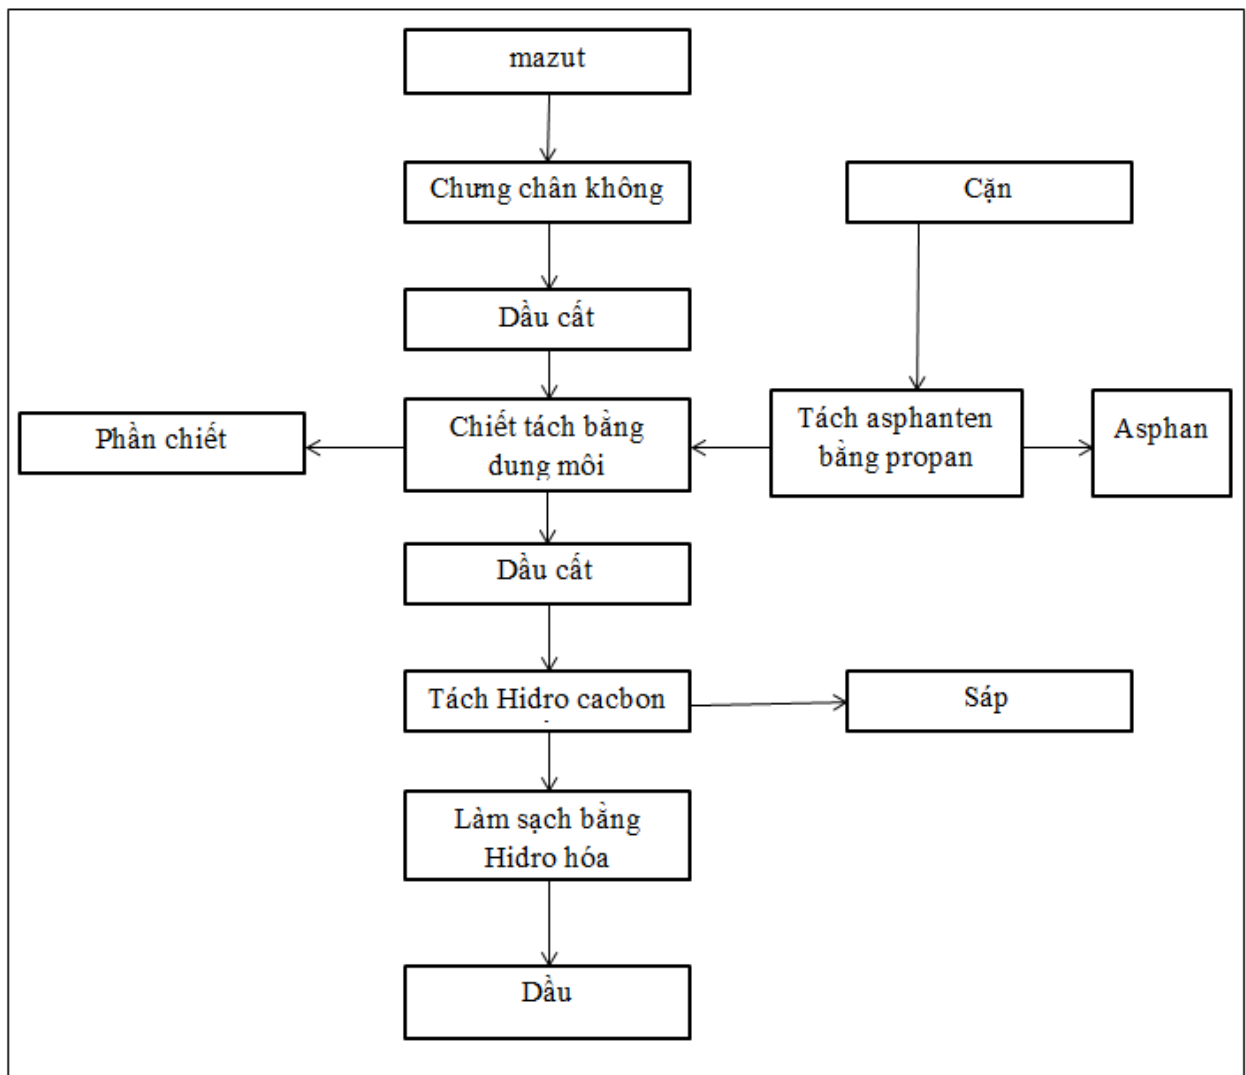 mazut
Chưng chân không
Cặn
Dầu cất
Phần chiết
Chiết tách bằng
dung môi
Tách asphanten
bằng propan
Asphan
Dầu cất
Tách Hidro cacbon
Sáp
Làm sạch bằng
Hidro hóa
Dầu